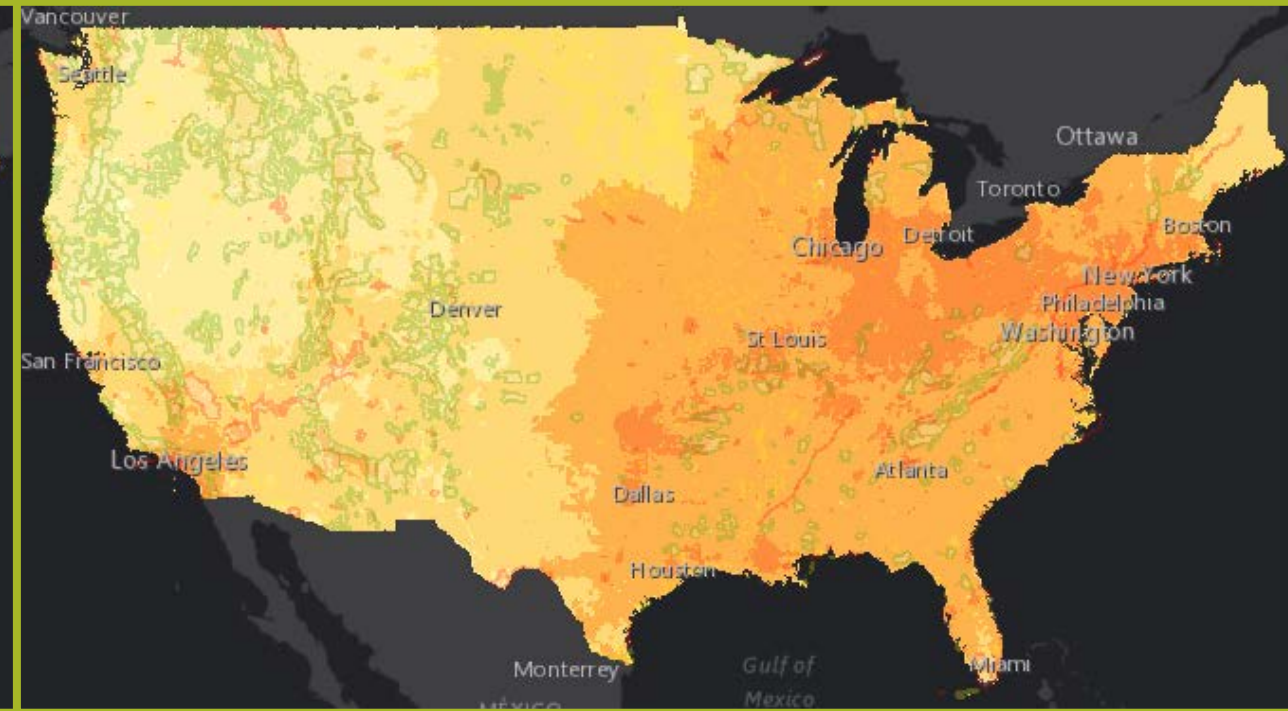 Vancouver
Seattle
Ottawa
Toronto
Boston
Chicago
Detroit
New York
Denver
Philadelphia
St Louis
Washington
San Francisco
Los Angeles
Atlanta
Dallas
Houston
Monterrey
Gulf of
Mexico
Miami
MÉXICO